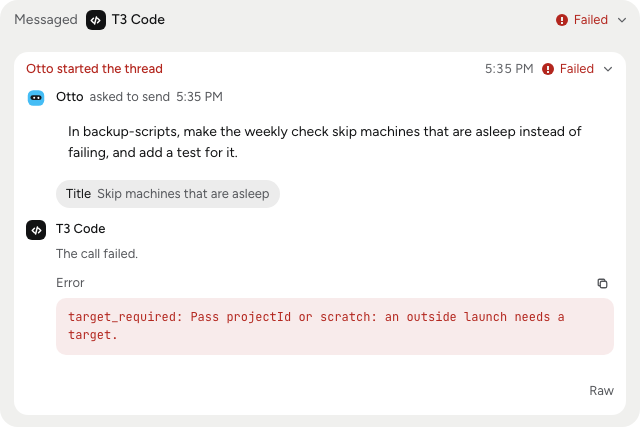 Messaged T3 Code Failed
Otto started the thread 5:35 PM Failed
Otto asked to send 5:35 PM
In backup-scripts, make the weekly check skip machines that are asleep instead of
failing, and add a test for it.
Title Skip machines that are asleep
T3 Code
The call failed.
Error
target_required: Pass projectId or scratch: an outside launch needs a
target.
Raw